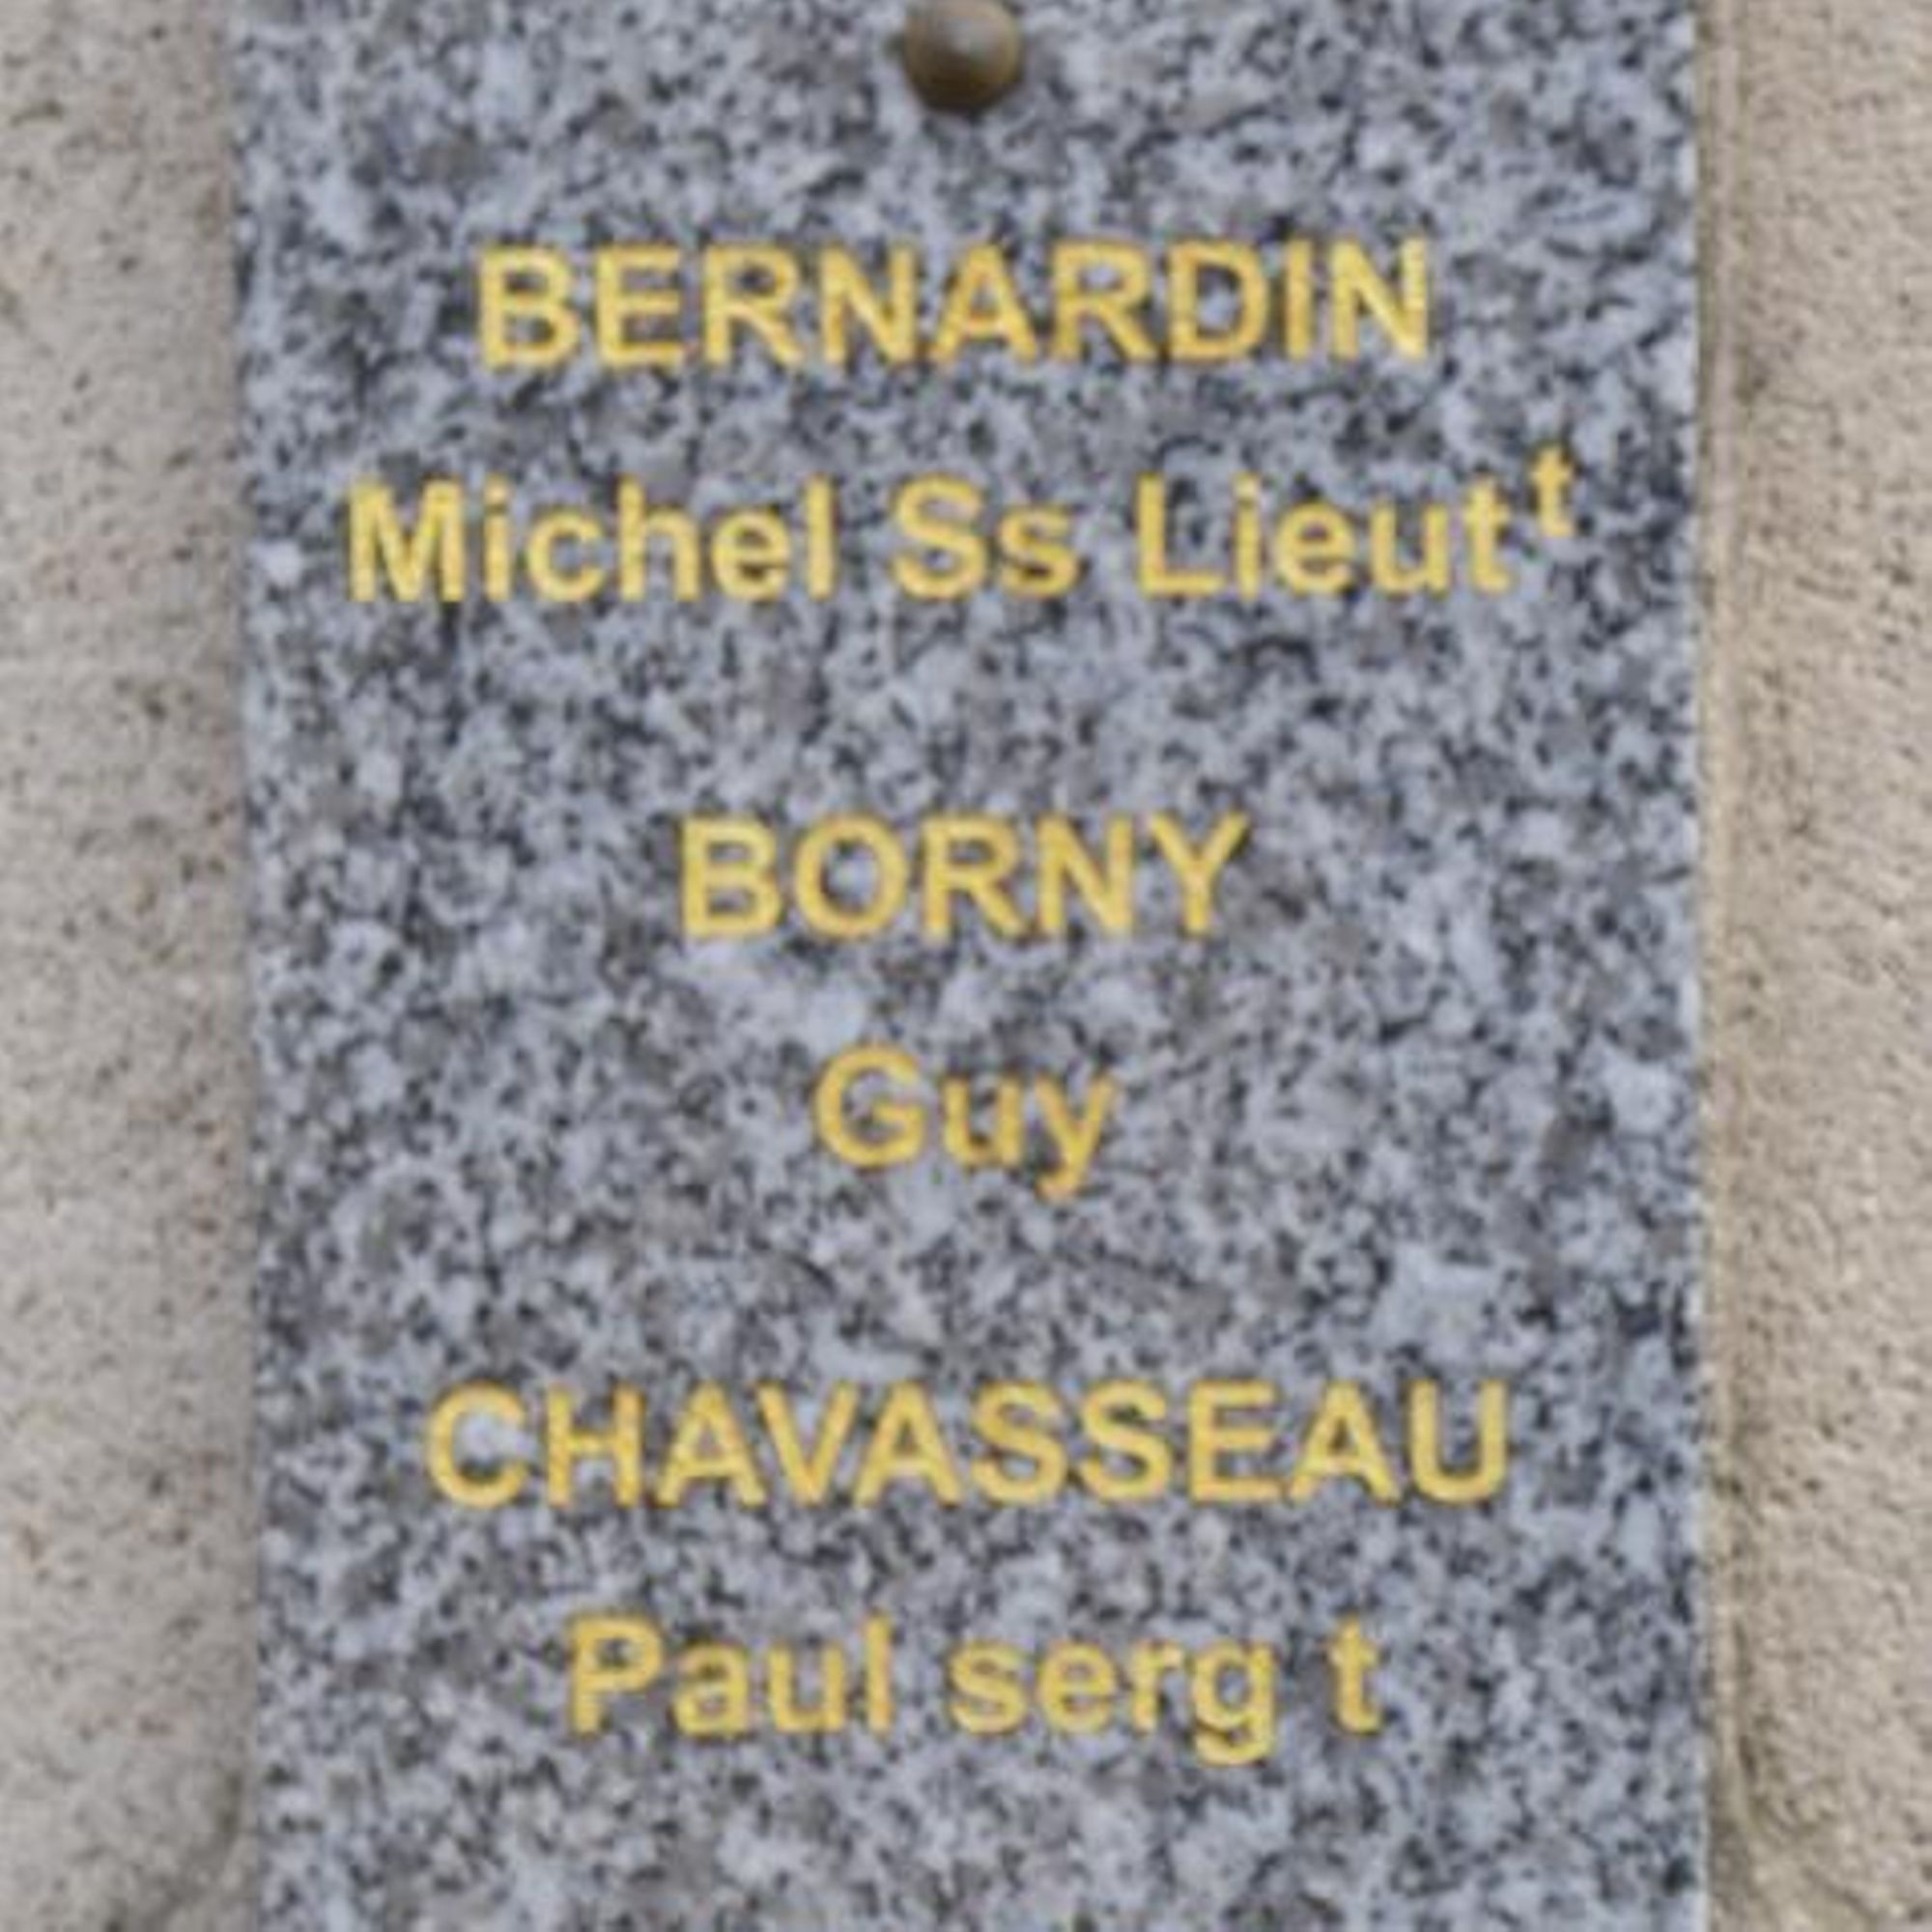 BERNARDIN
Michel Ss Lieutᵗ
BORNY
Guy
CHAVASSEAU
Paul serg t